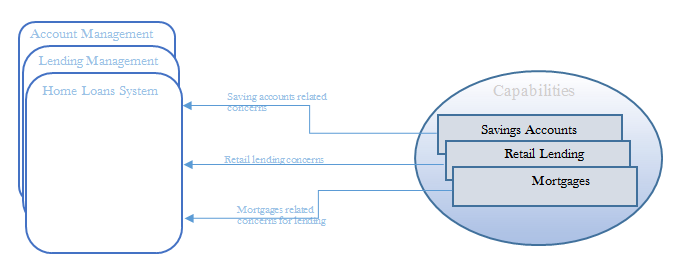 Account Management
Lending Management
Home Loans System
Saving accounts related
concerns
Retail lending concerns
Mortgages related
concerns for lending
Capabilities
Savings Accounts
Retail Lending
Mortgages